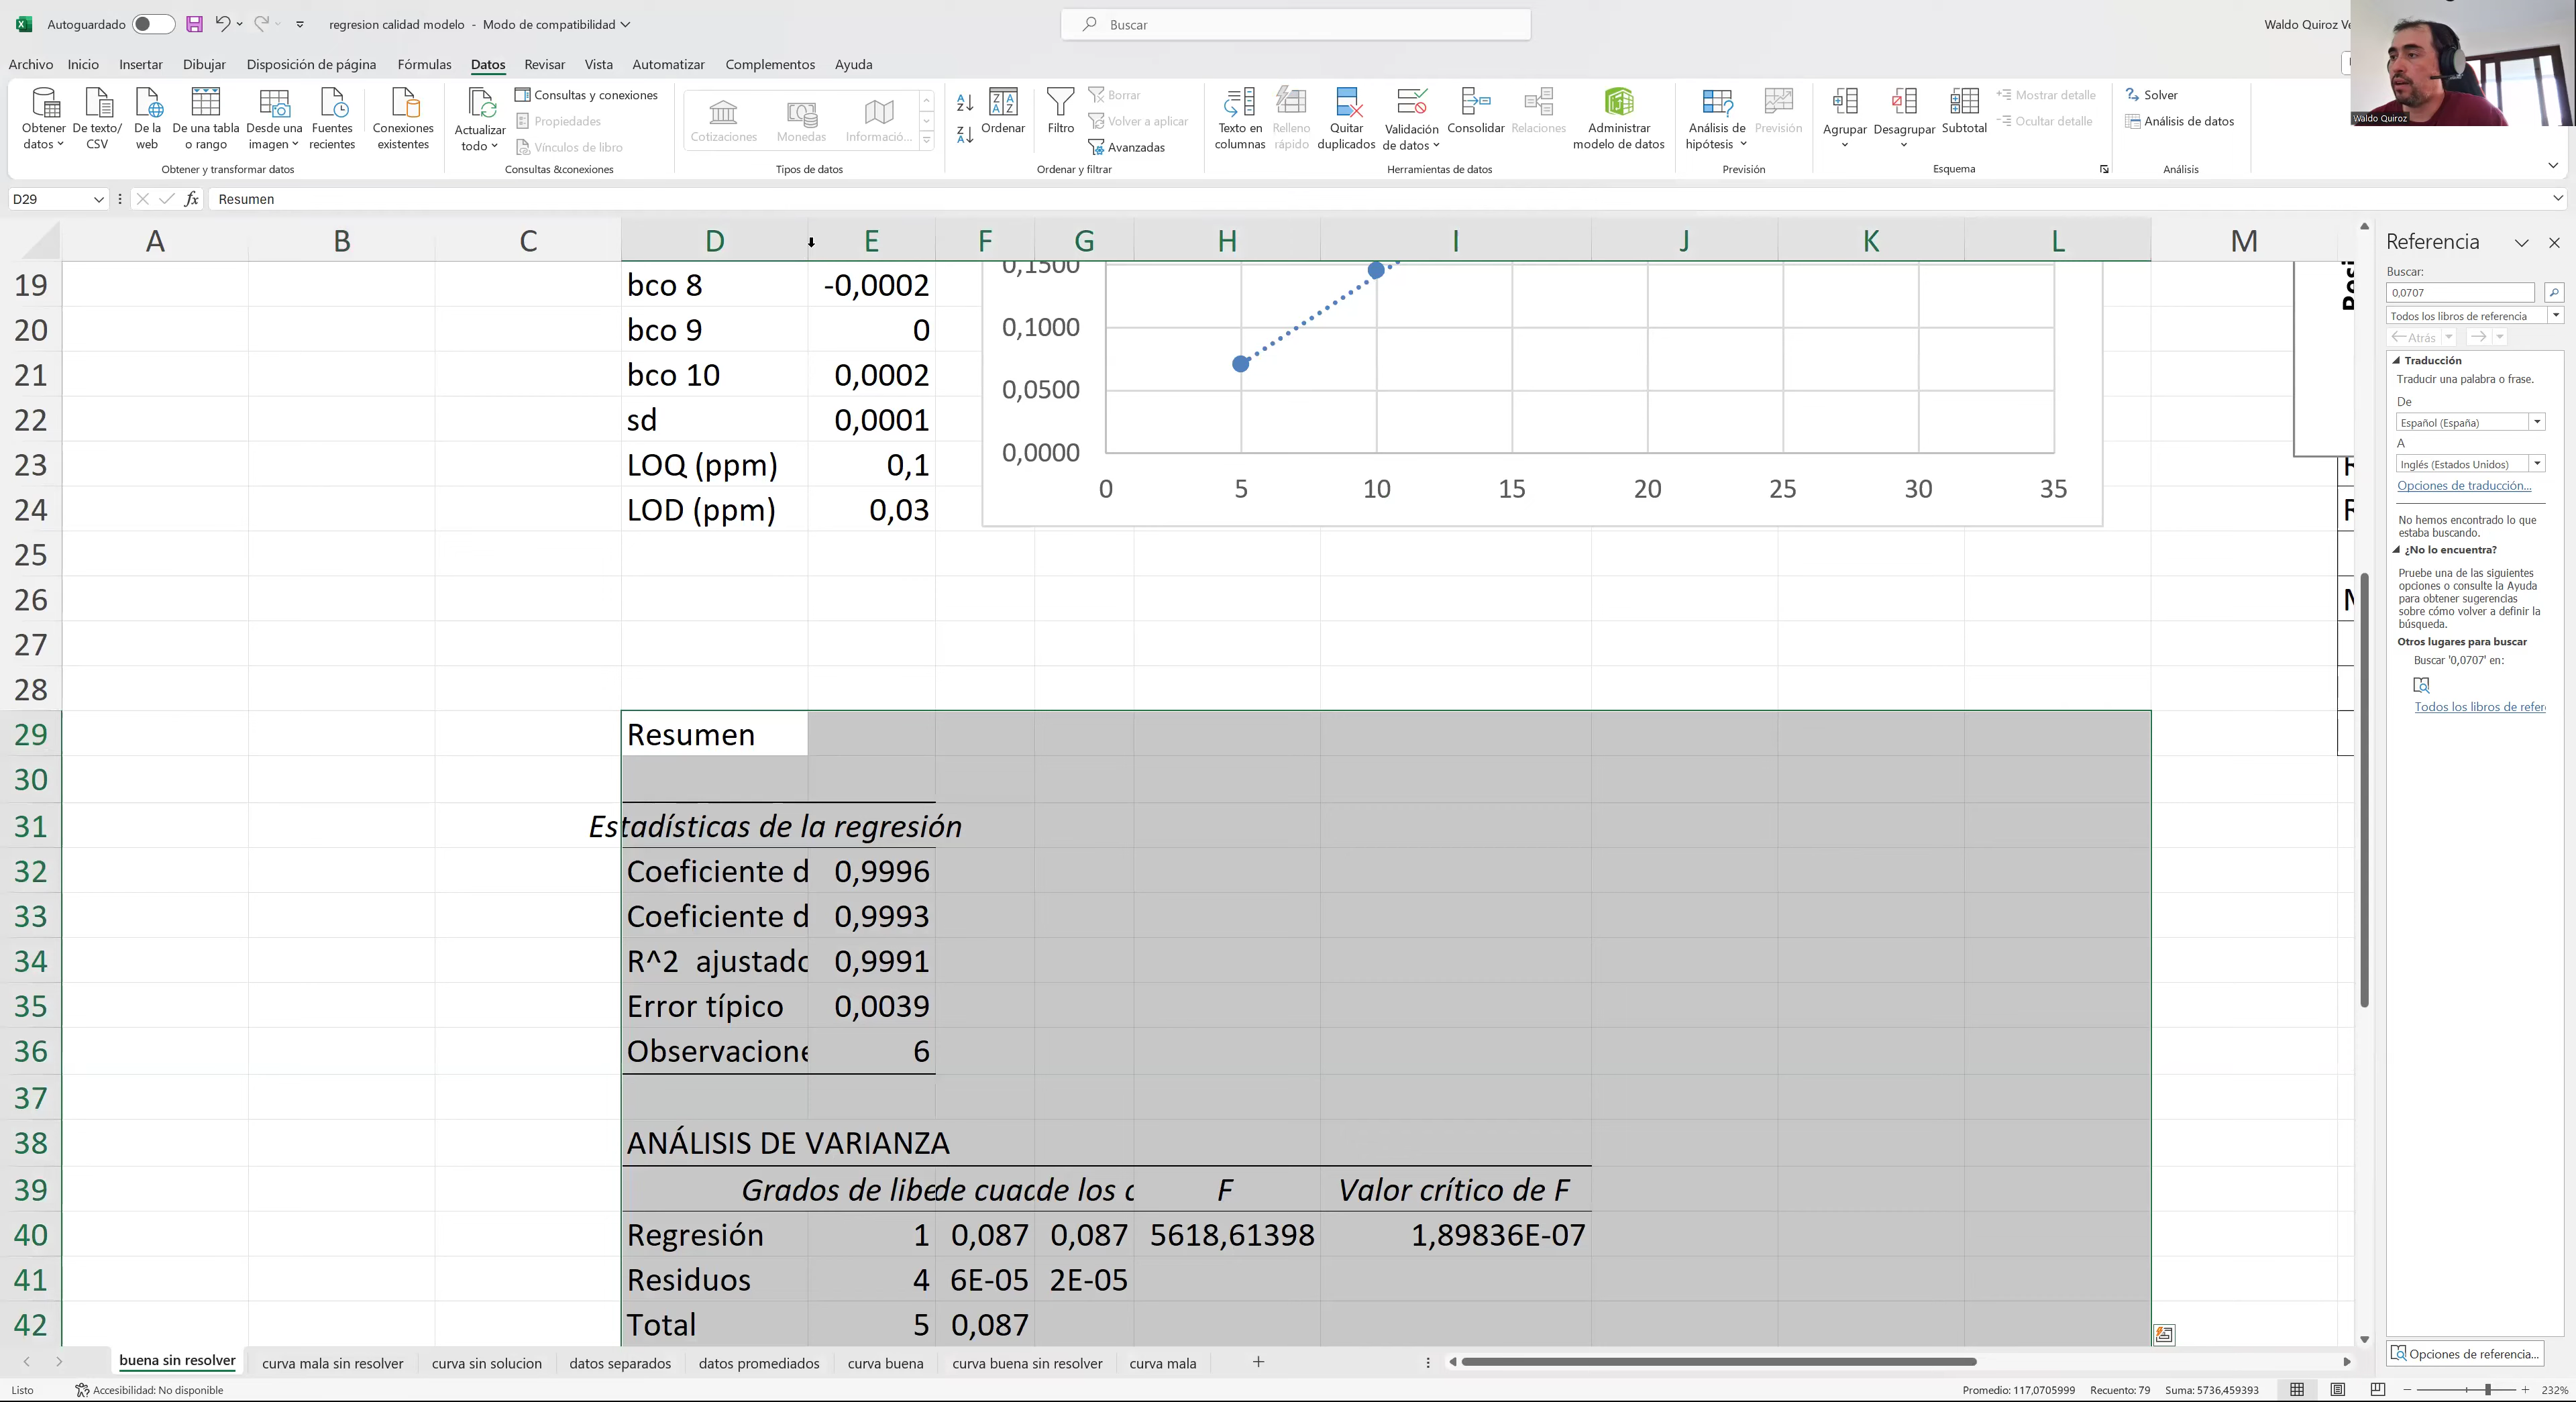 Autoguardado
regresion calidad modelo - Modo de compatibilidad
Buscar
Waldo Quiroz
Archivo Inicio Insertar Dibujar Disposición de página Fórmulas Datos Revisar Vista Automatizar Complementos Ayuda
Obtener datos
De texto/ CSV
De la web
De una tabla o rango
Desde una imagen
Fuentes recientes
Conexiones existentes
Obtener y transformar datos
Actualizar todo
Consultas y conexiones
Propiedades
Vínculos de libro
Consultas &conexiones
Cotizaciones
Monedas
Informació...
Tipos de datos
Ordenar
Filtro
Borrar
Volver a aplicar
Avanzadas
Ordenar y filtrar
Texto en columnas
Relleno rápido
Quitar duplicados
Validación de datos
Consolidar
Relaciones
Administrar modelo de datos
Herramientas de datos
Análisis de hipótesis
Previsión
Previsión
Agrupar
Desagrupar
Subtotal
Mostrar detalle
Ocultar detalle
Esquema
Solver
Análisis de datos
Análisis
Waldo Quiroz
D29
fx
Resumen
A B C D E F G H I J K L M
19 bco 8 -0,0002
20 bco 9 0
21 bco 10 0,0002
22 sd 0,0001
23 LOQ (ppm) 0,1
24 LOD (ppm) 0,03
25
26
27
28
0,1500
0,1000
0,0500
0,0000
0 5 10 15 20 25 30 35
29 Resumen
30
31 Estadísticas de la regresión
32 Coeficiente d 0,9996
33 Coeficiente d 0,9993
34 R^2 ajustado 0,9991
35 Error típico 0,0039
36 Observacione 6
37
38 ANÁLISIS DE VARIANZA
39 Grados de libe de cuad de los c F Valor crítico de F
40 Regresión 1 0,087 0,087 5618,61398 1,89836E-07
41 Residuos 4 6E-05 2E-05
42 Total 5 0,087
Referencia
Buscar:
0,0707
Todos los libros de referencia
Atrás
Traducción
Traducir una palabra o frase.
De
Español (España)
A
Inglés (Estados Unidos)
Opciones de traducción...
No hemos encontrado lo que
estaba buscando.
¿No lo encuentra?
Pruebe una de las siguientes
opciones o consulte la Ayuda
para obtener sugerencias
sobre cómo volver a definir la
búsqueda.
Otros lugares para buscar
Buscar '0,0707' en:
Todos los libros de refer
Opciones de referencia...
buena sin resolver curva mala sin resolver curva sin solucion datos separados datos promediados curva buena curva buena sin resolver curva mala
Listo
Accesibilidad: No disponible
Promedio: 117,0705999 Recuento: 79 Suma: 5736,459393
232%